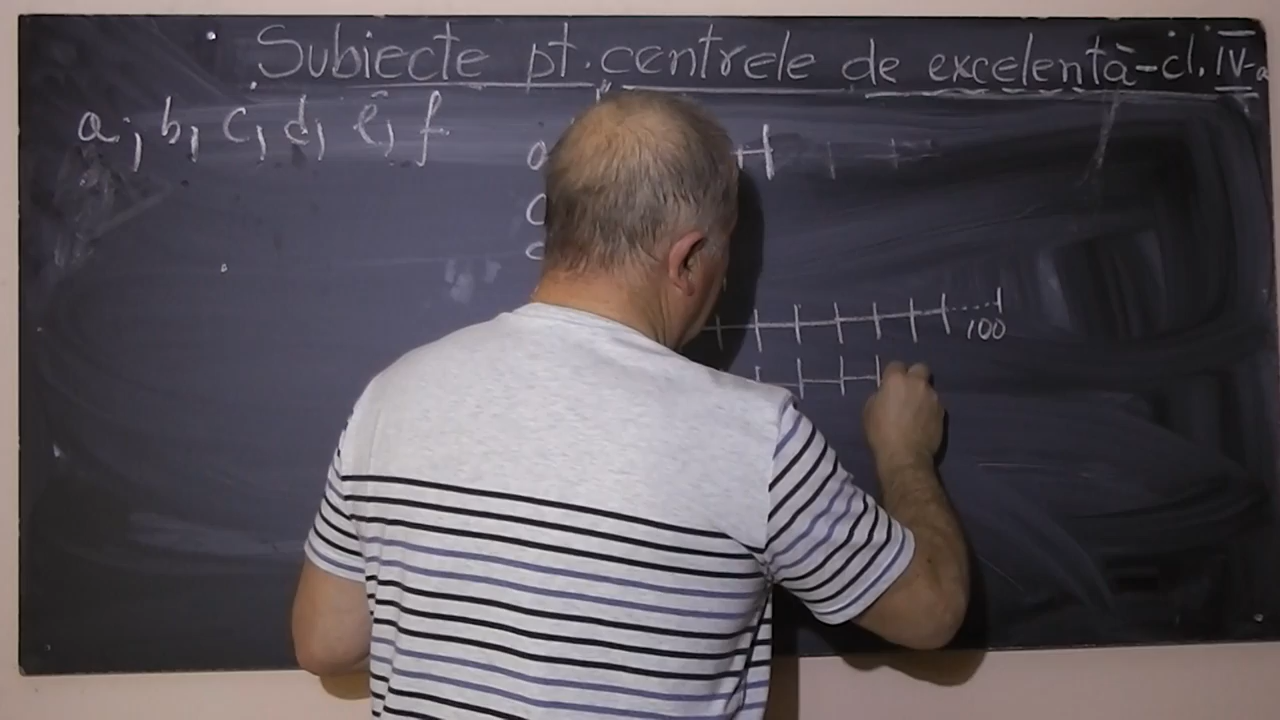 Subiecte pt. centrele de excelență-cl. IV-a
a, b, c, d, e, f
a
c
100